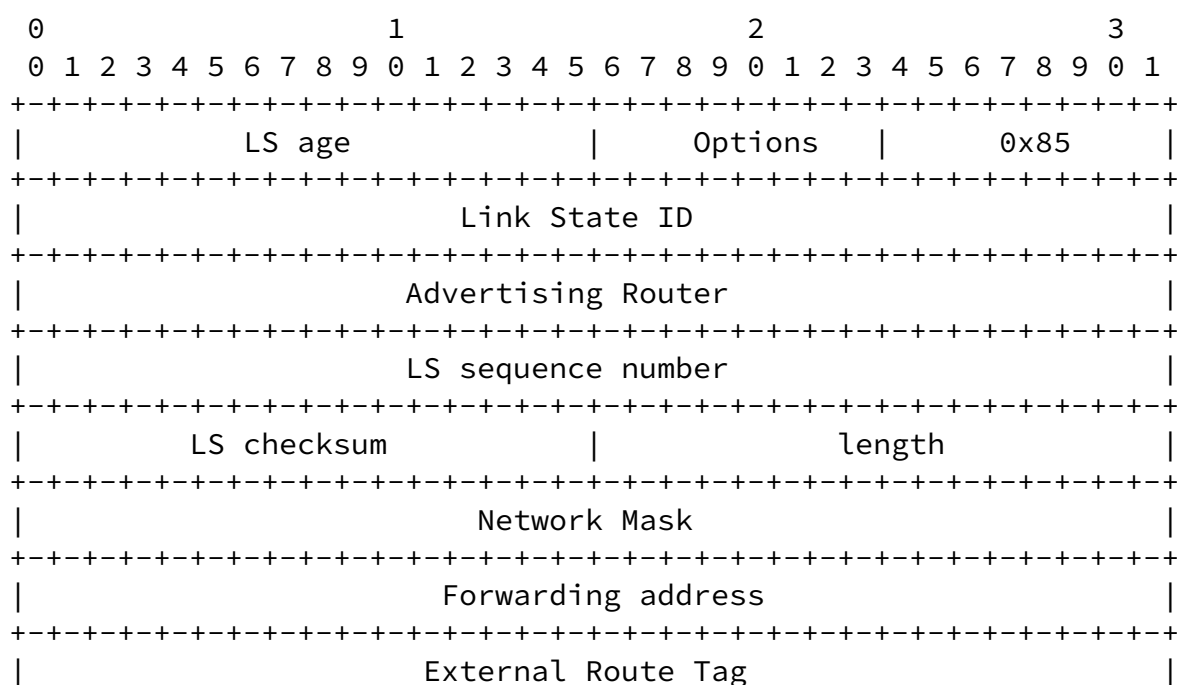 0                   1                   2                   3
 0 1 2 3 4 5 6 7 8 9 0 1 2 3 4 5 6 7 8 9 0 1 2 3 4 5 6 7 8 9 0 1
+-+-+-+-+-+-+-+-+-+-+-+-+-+-+-+-+-+-+-+-+-+-+-+-+-+-+-+-+-+-+-+-+
|            LS age             |     Options   |      0x85     |
+-+-+-+-+-+-+-+-+-+-+-+-+-+-+-+-+-+-+-+-+-+-+-+-+-+-+-+-+-+-+-+-+
|                        Link State ID                          |
+-+-+-+-+-+-+-+-+-+-+-+-+-+-+-+-+-+-+-+-+-+-+-+-+-+-+-+-+-+-+-+-+
|                     Advertising Router                        |
+-+-+-+-+-+-+-+-+-+-+-+-+-+-+-+-+-+-+-+-+-+-+-+-+-+-+-+-+-+-+-+-+
|                     LS sequence number                        |
+-+-+-+-+-+-+-+-+-+-+-+-+-+-+-+-+-+-+-+-+-+-+-+-+-+-+-+-+-+-+-+-+
|         LS checksum           |             length            |
+-+-+-+-+-+-+-+-+-+-+-+-+-+-+-+-+-+-+-+-+-+-+-+-+-+-+-+-+-+-+-+-+
|                         Network Mask                          |
+-+-+-+-+-+-+-+-+-+-+-+-+-+-+-+-+-+-+-+-+-+-+-+-+-+-+-+-+-+-+-+-+
|                       Forwarding address                      |
+-+-+-+-+-+-+-+-+-+-+-+-+-+-+-+-+-+-+-+-+-+-+-+-+-+-+-+-+-+-+-+-+
|                      External Route Tag                       |